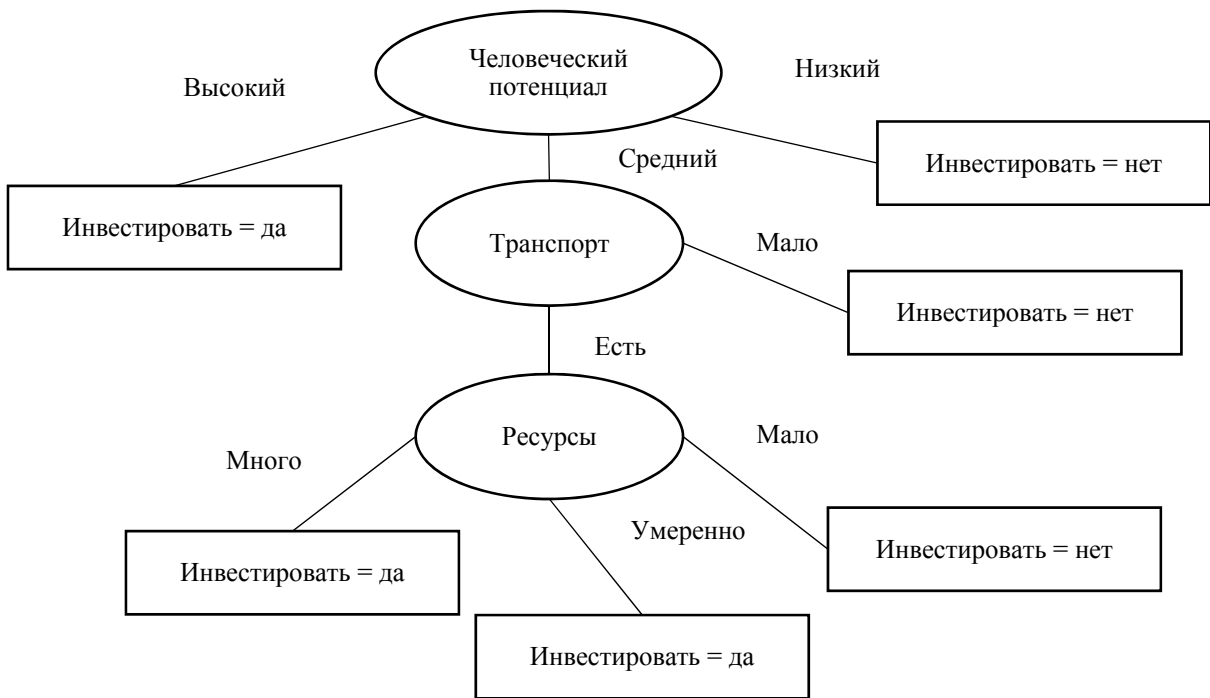 Человеческий
потенциал
Высокий
Низкий
Средний
Инвестировать = нет
Инвестировать = да
Транспорт
Мало
Инвестировать = нет
Есть
Ресурсы
Много
Мало
Умеренно
Инвестировать = да
Инвестировать = нет
Инвестировать = да